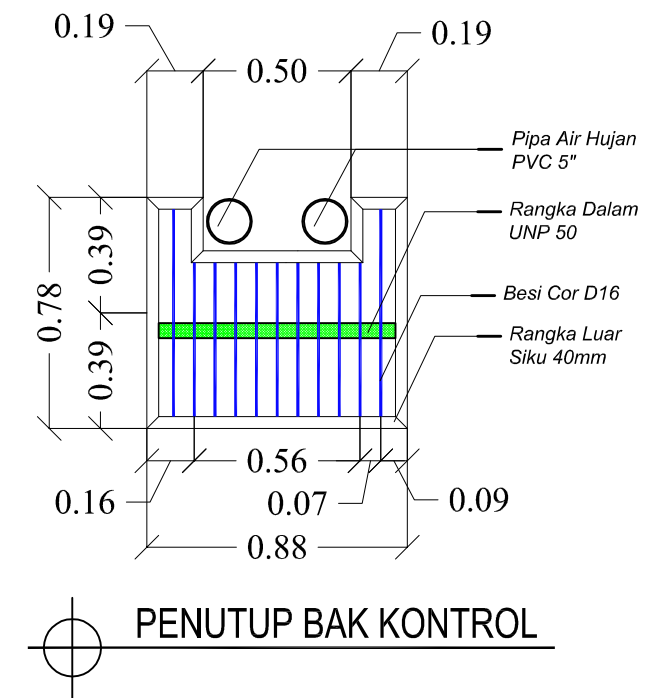 0.19
0.19
0.50
Pipa Air Hujan
PVC 5"
Rangka Dalam
UNP 50
0.39
0.78
Besi Cor D16
Rangka Luar
Siku 40mm
0.39
0.56
0.16
0.07
0.09
0.88
PENUTUP BAK KONTROL